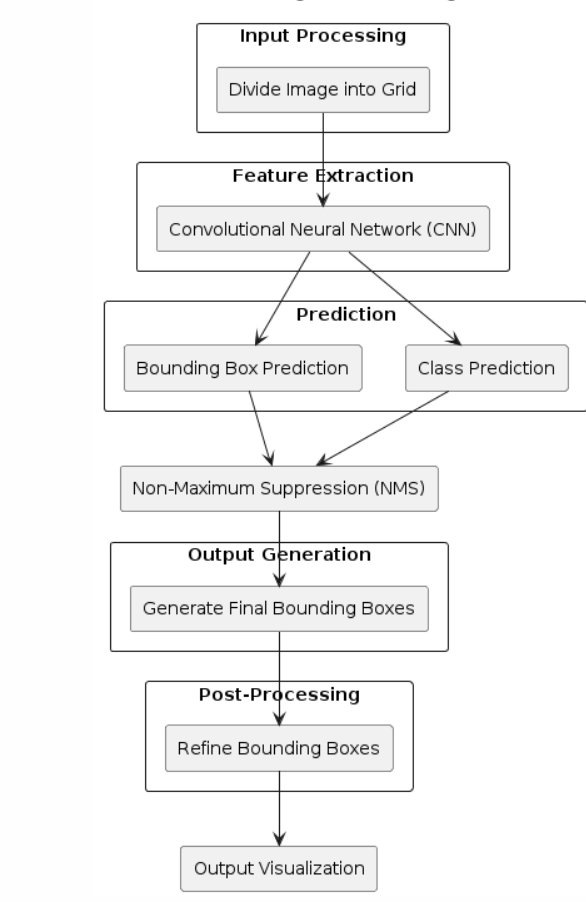 Input Processing
Divide Image into Grid
Feature Extraction
Convolutional Neural Network (CNN)
Prediction
Bounding Box Prediction
Class Prediction
Non-Maximum Suppression (NMS)
Output Generation
Generate Final Bounding Boxes
Post-Processing
Refine Bounding Boxes
Output Visualization